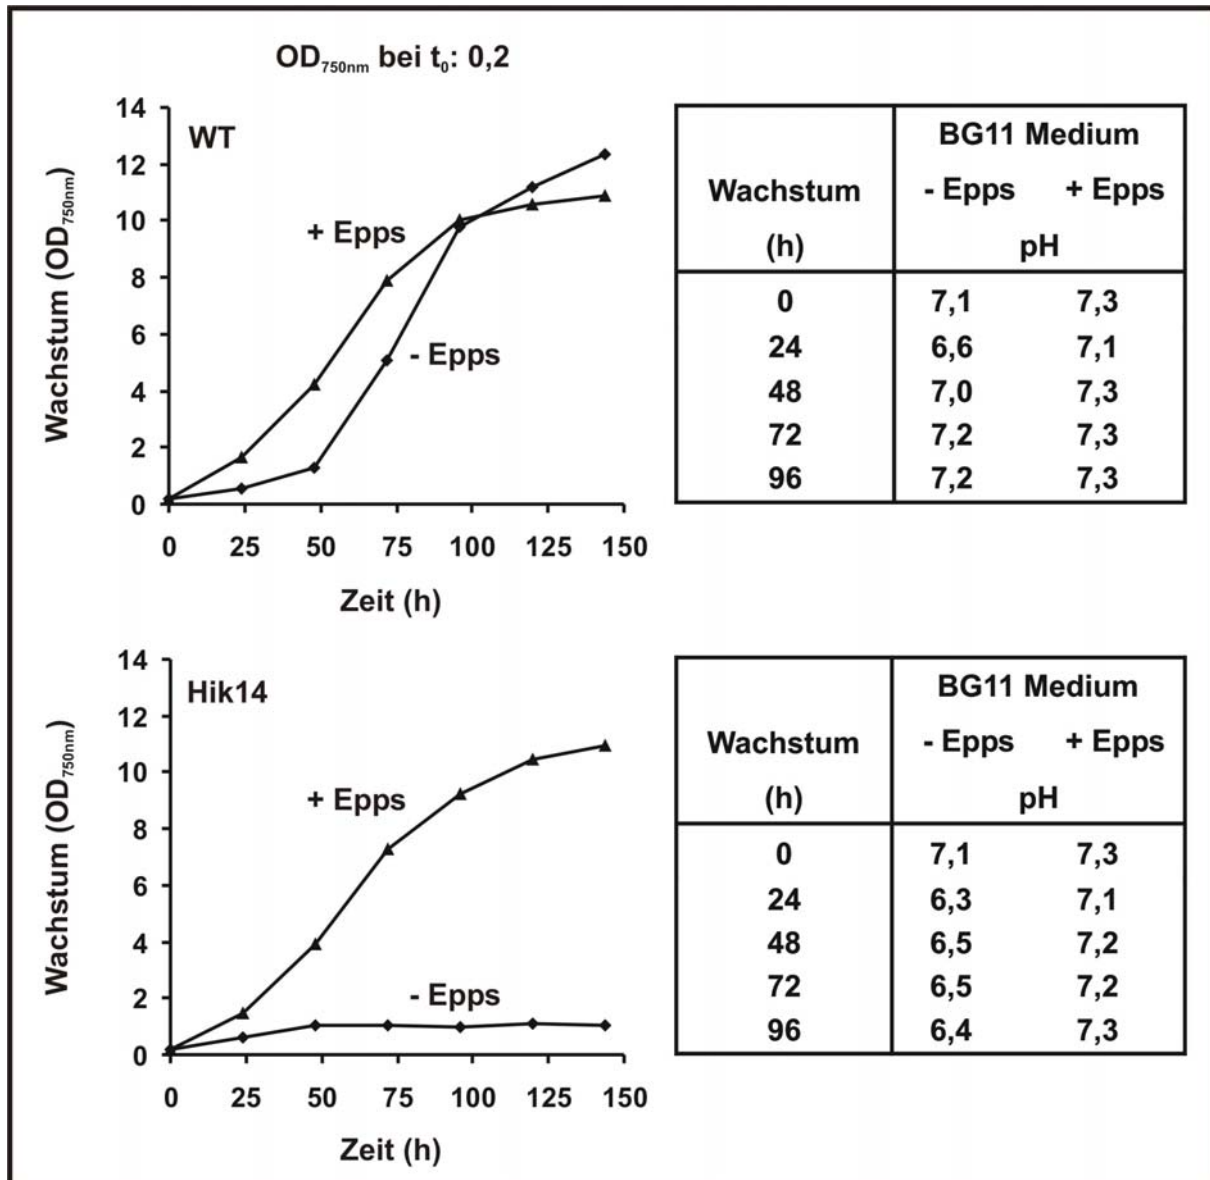 OD750nm bei t0: 0,2
WT
+ Epps
- Epps
Wachstum (OD750nm)
14
12
10
8
6
4
2
0
0 25 50 75 100 125 150
Zeit (h)
BG11 Medium
Wachstum - Epps + Epps
(h) pH
0 7,1 7,3
24 6,6 7,1
48 7,0 7,3
72 7,2 7,3
96 7,2 7,3
Hik14
+ Epps
- Epps
Wachstum (OD750nm)
14
12
10
8
6
4
2
0
0 25 50 75 100 125 150
Zeit (h)
BG11 Medium
Wachstum - Epps + Epps
(h) pH
0 7,1 7,3
24 6,3 7,1
48 6,5 7,2
72 6,5 7,2
96 6,4 7,3